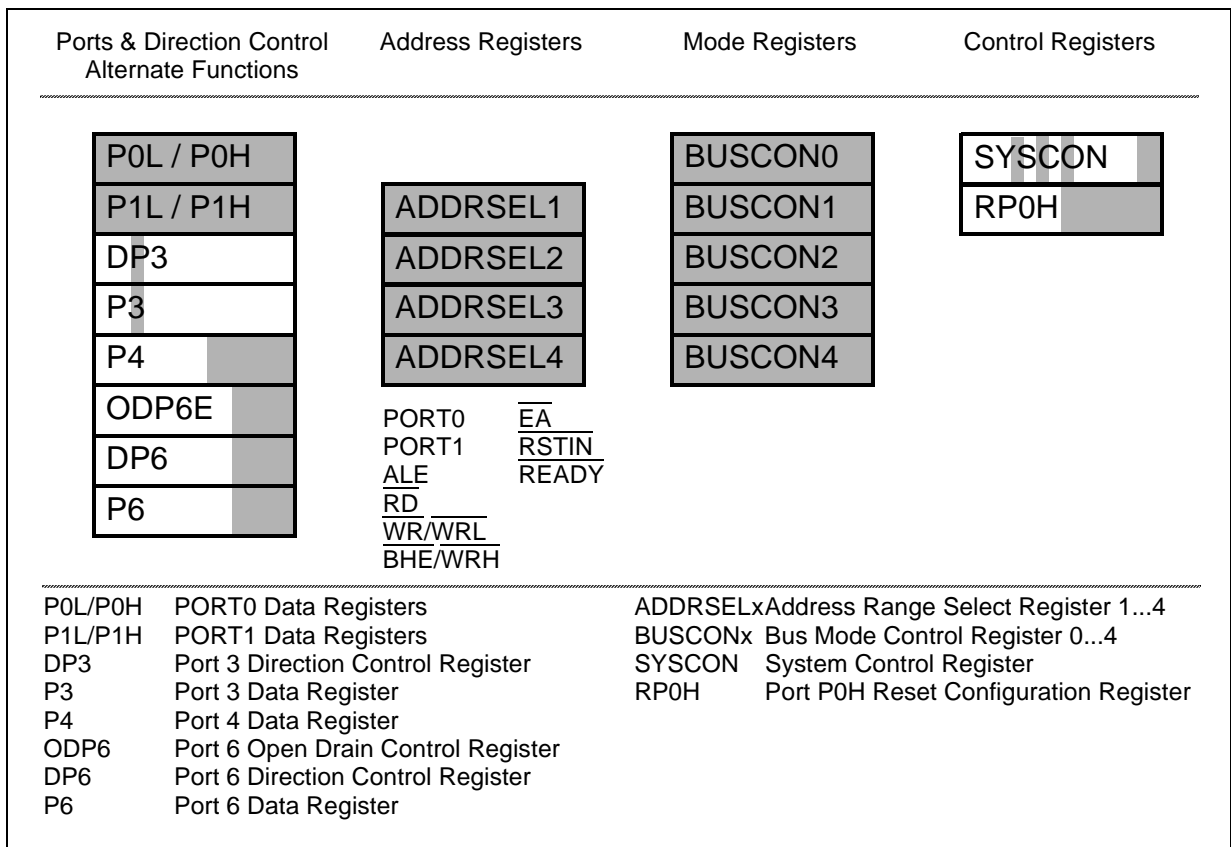 Ports & Direction Control
Alternate Functions
Address Registers
Mode Registers
Control Registers
P0L / P0H
P1L / P1H
DP3
P3
P4
ODP6E
DP6
P6
ADDRSEL1
ADDRSEL2
ADDRSEL3
ADDRSEL4
PORT0 EA
PORT1 RSTIN
ALE READY
RD
WR/WRL
BHE/WRH
BUSCON0
BUSCON1
BUSCON2
BUSCON3
BUSCON4
SYSCON
RP0H
P0L/P0H PORT0 Data Registers
P1L/P1H PORT1 Data Registers
DP3 Port 3 Direction Control Register
P3 Port 3 Data Register
P4 Port 4 Data Register
ODP6 Port 6 Open Drain Control Register
DP6 Port 6 Direction Control Register
P6 Port 6 Data Register
ADDRSELxAddress Range Select Register 1...4
BUSCONx Bus Mode Control Register 0...4
SYSCON System Control Register
RP0H Port P0H Reset Configuration Register